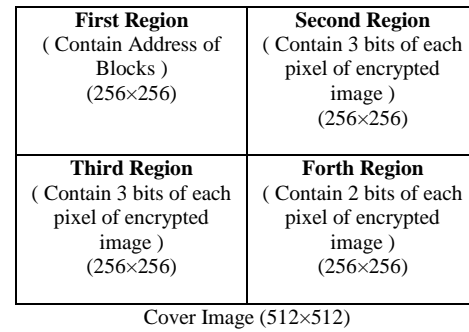 First Region
( Contain Address of
Blocks )
(256×256)
Second Region
( Contain 3 bits of each
pixel of encrypted
image )
(256×256)
Third Region
( Contain 3 bits of each
pixel of encrypted
image )
(256×256)
Forth Region
( Contain 2 bits of each
pixel of encrypted
image )
(256×256)
Cover Image (512×512)